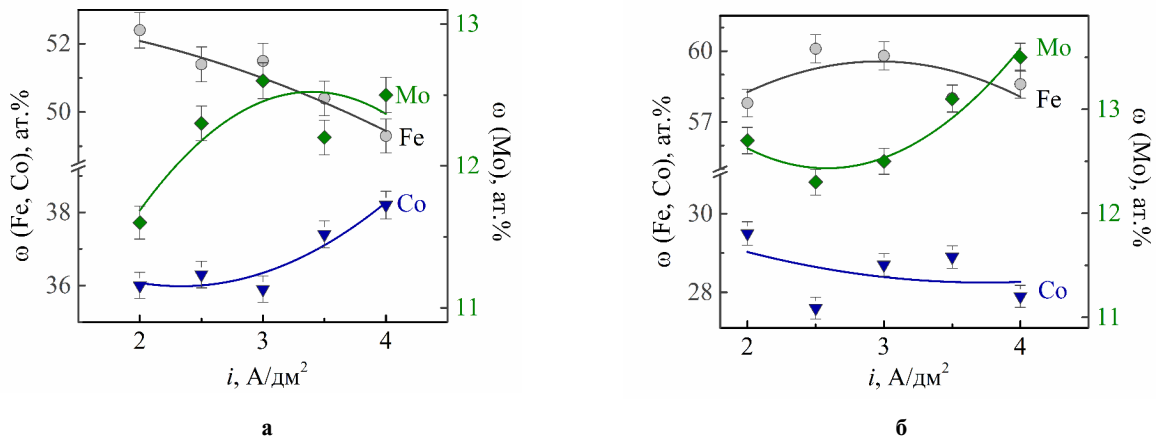 ω (Fe, Co), ат.%
52
50
38
36
13
12
11
ω (Mo), ат.%
Mo
Fe
Co
2
3
4
i, А/дм²
а
ω (Fe, Co), ат.%
60
57
30
28
13
12
11
ω (Mo), ат.%
Mo
Fe
Co
2
3
4
i, А/дм²
б